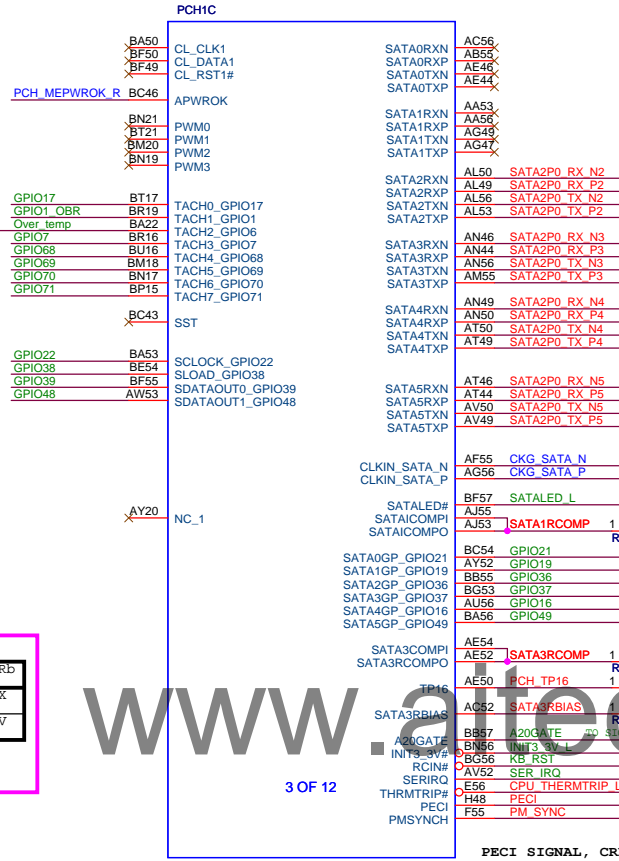 PCH1C
BA50 CL_CLK1
BF50 CL_DATA1
BF49 CL_RST1#
PCH_MEPWROK_R BC46 APWROK
BN21 PWM0
BT21 PWM1
BM20 PWM2
BN19 PWM3
GPIO17 BT17 TACH0_GPIO17
GPIO1_OBR BR19 TACH1_GPIO1
Over_temp BA22 TACH2_GPIO6
GPIO7 BR16 TACH3_GPIO7
GPIO68 BU16 TACH4_GPIO68
GPIO69 BM18 TACH5_GPIO69
GPIO70 BN17 TACH6_GPIO70
GPIO71 BP15 TACH7_GPIO71
BC43 SST
GPIO22 BA53 SCLOCK_GPIO22
GPIO38 BE54 SLOAD_GPIO38
GPIO39 BF55 SDATAOUT0_GPIO39
GPIO48 AW53 SDATAOUT1_GPIO48
AY20 NC_1
SATA0RXN AC56
SATA0RXP AB55
SATA0TXN AE46
SATA0TXP AE44
SATA1RXN AA53
SATA1RXP AA56
SATA1TXN AG49
SATA1TXP AG47
SATA2RXN AL50 SATA2P0_RX_N2
SATA2RXP AL49 SATA2P0_RX_P2
SATA2TXN AL56 SATA2P0_TX_N2
SATA2TXP AL53 SATA2P0_TX_P2
SATA3RXN AN46 SATA2P0_RX_N3
SATA3RXP AN44 SATA2P0_RX_P3
SATA3TXN AN56 SATA2P0_TX_N3
SATA3TXP AM55 SATA2P0_TX_P3
SATA4RXN AN49 SATA2P0_RX_N4
SATA4RXP AN50 SATA2P0_RX_P4
SATA4TXN AT50 SATA2P0_TX_N4
SATA4TXP AT49 SATA2P0_TX_P4
SATA5RXN AT46 SATA2P0_RX_N5
SATA5RXP AT44 SATA2P0_RX_P5
SATA5TXN AV50 SATA2P0_TX_N5
SATA5TXP AV49 SATA2P0_TX_P5
CLKIN_SATA_N AF55 CKG_SATA_N
CLKIN_SATA_P AG56 CKG_SATA_P
SATALED# BF57 SATALED_L
SATAICOMPI AJ55
SATAICOMPO AJ53 SATA1RCOMP 1
R
SATA0GP_GPIO21 BC54 GPIO21
SATA1GP_GPIO19 AY52 GPIO19
SATA2GP_GPIO36 BB55 GPIO36
SATA3GP_GPIO37 BG53 GPIO37
SATA4GP_GPIO16 AU56 GPIO16
SATA5GP_GPIO49 BA56 GPIO49
SATA3COMPI AE54
SATA3RCOMPO AE52 SATA3RCOMP 1
R
TP16 AE50 PCH_TP16 1
SATA3RBIAS AC52 SATA3RBIAS 1
R
A20GATE BB57 A20GATE TO SI
INIT3_3V# BN56 INIT3_3V_L
RCIN# BG56 KB_RST
SERIRQ AV52 SER_IRQ
THRMTRIP# E56 CPU_THERMTRIP_L
PECI H48 PECI
PMSYNCH F55 PM_SYNC
3 OF 12
Rb
X
V
www.aitec
PECI SIGNAL, CR